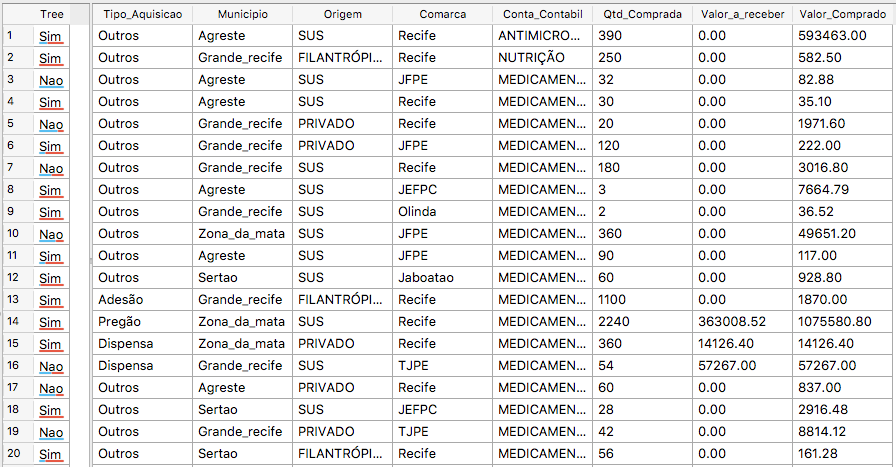 Tree Tipo_Aquisicao Municipio Origem Comarca Conta_Contabil Qtd_Comprada Valor_a_receber Valor_Comprado
1 Sim Outros Agreste SUS Recife ANTIMICRO... 390 0.00 593463.00
2 Sim Outros Grande_recife FILANTRÓPI... Recife NUTRIÇÃO 250 0.00 582.50
3 Nao Outros Agreste SUS JFPE MEDICAMEN... 32 0.00 82.88
4 Sim Outros Agreste SUS Recife MEDICAMEN... 30 0.00 35.10
5 Nao Outros Grande_recife PRIVADO Recife MEDICAMEN... 20 0.00 1971.60
6 Sim Outros Grande_recife PRIVADO JFPE MEDICAMEN... 120 0.00 222.00
7 Nao Outros Grande_recife SUS Recife MEDICAMEN... 180 0.00 3016.80
8 Sim Outros Agreste SUS JEFPC MEDICAMEN... 3 0.00 7664.79
9 Sim Outros Grande_recife SUS Olinda MEDICAMEN... 2 0.00 36.52
10 Nao Outros Zona_da_mata SUS JFPE MEDICAMEN... 360 0.00 49651.20
11 Sim Outros Agreste SUS JFPE MEDICAMEN... 90 0.00 117.00
12 Sim Outros Sertao SUS Jaboatao MEDICAMEN... 60 0.00 928.80
13 Sim Adesão Grande_recife FILANTRÓPI... Recife MEDICAMEN... 1100 0.00 1870.00
14 Sim Pregão Zona_da_mata SUS Recife MEDICAMEN... 2240 363008.52 1075580.80
15 Sim Dispensa Zona_da_mata PRIVADO Recife MEDICAMEN... 360 14126.40 14126.40
16 Nao Dispensa Grande_recife SUS TJPE MEDICAMEN... 54 57267.00 57267.00
17 Nao Outros Agreste PRIVADO Recife MEDICAMEN... 60 0.00 837.00
18 Sim Outros Sertao SUS JEFPC MEDICAMEN... 28 0.00 2916.48
19 Nao Outros Grande_recife PRIVADO TJPE MEDICAMEN... 42 0.00 8814.12
20 Sim Outros Sertao FILANTRÓPI... Recife MEDICAMEN... 56 0.00 161.28